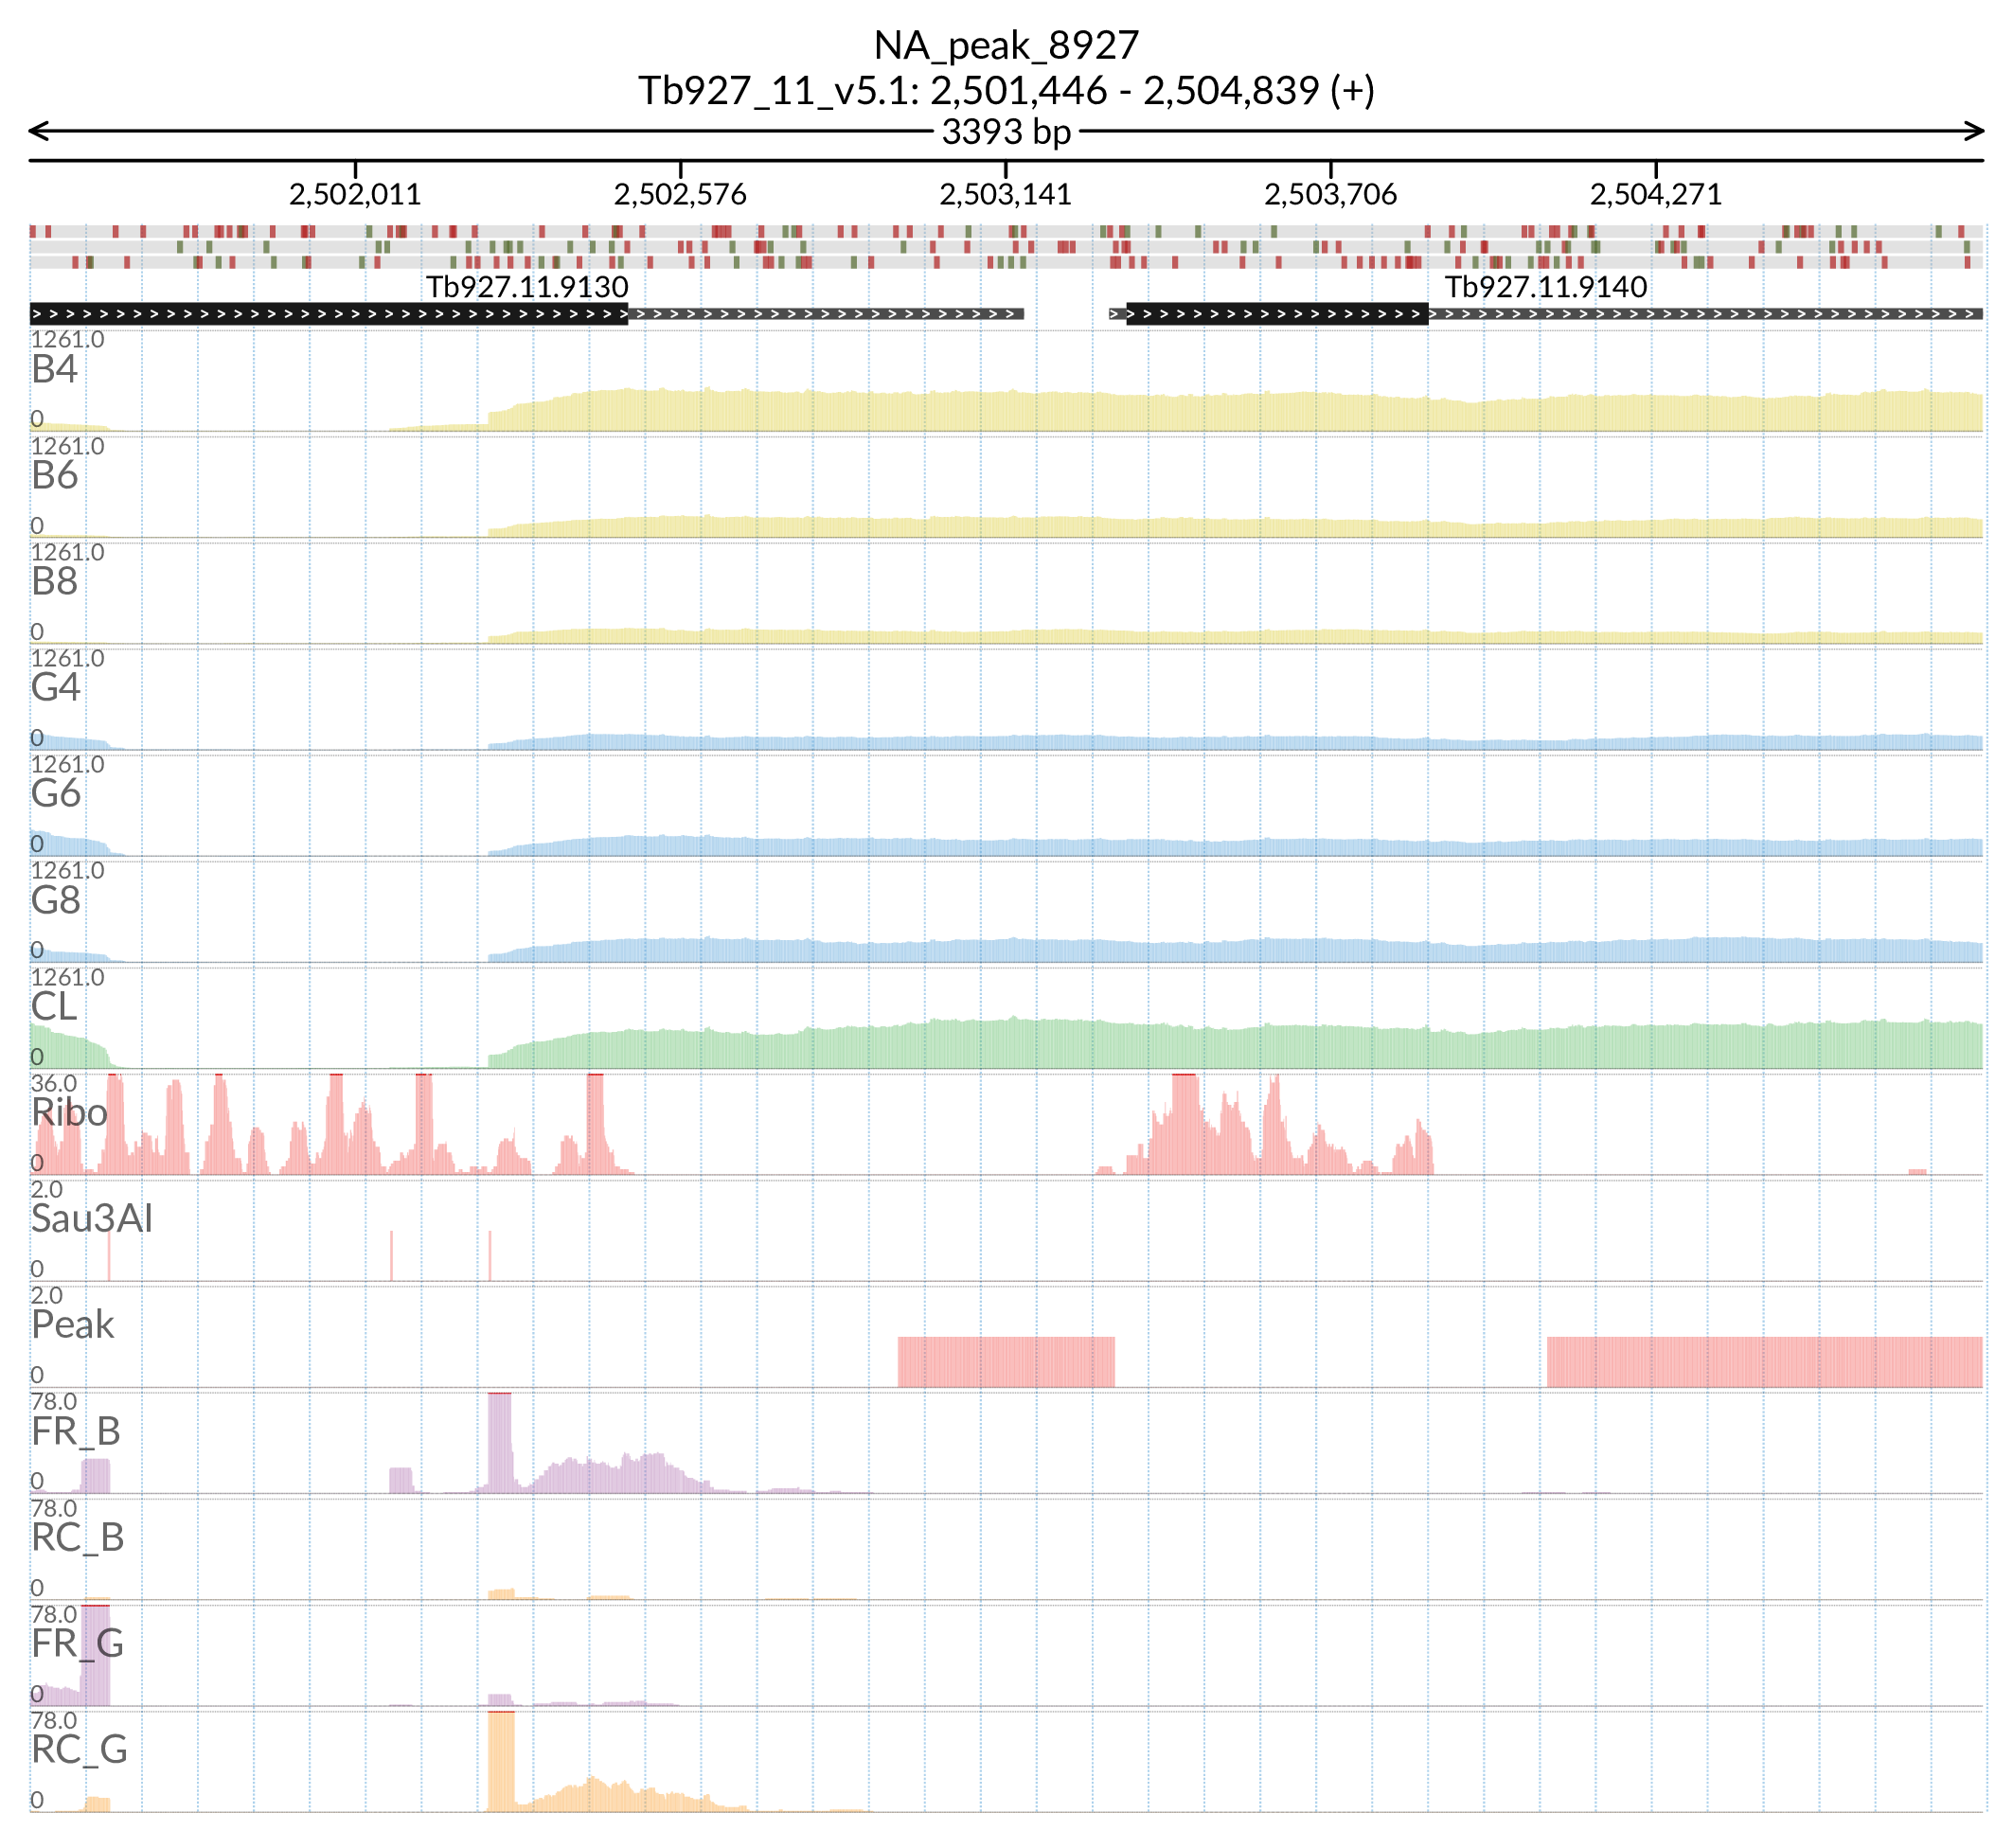 NA_peak_8927
Tb927_11_v5.1: 2,501,446 - 2,504,839 (+)
3393 bp
2,502,011 2,502,576 2,503,141 2,503,706 2,504,271
Tb927.11.9130 Tb927.11.9140
1261.0
B4
0
1261.0
B6
0
1261.0
B8
0
1261.0
G4
0
1261.0
G6
0
1261.0
G8
0
1261.0
CL
0
36.0
Ribo
0
2.0
Sau3AI
0
2.0
Peak
0
78.0
FR_B
0
78.0
RC_B
0
78.0
FR_G
0
78.0
RC_G
0